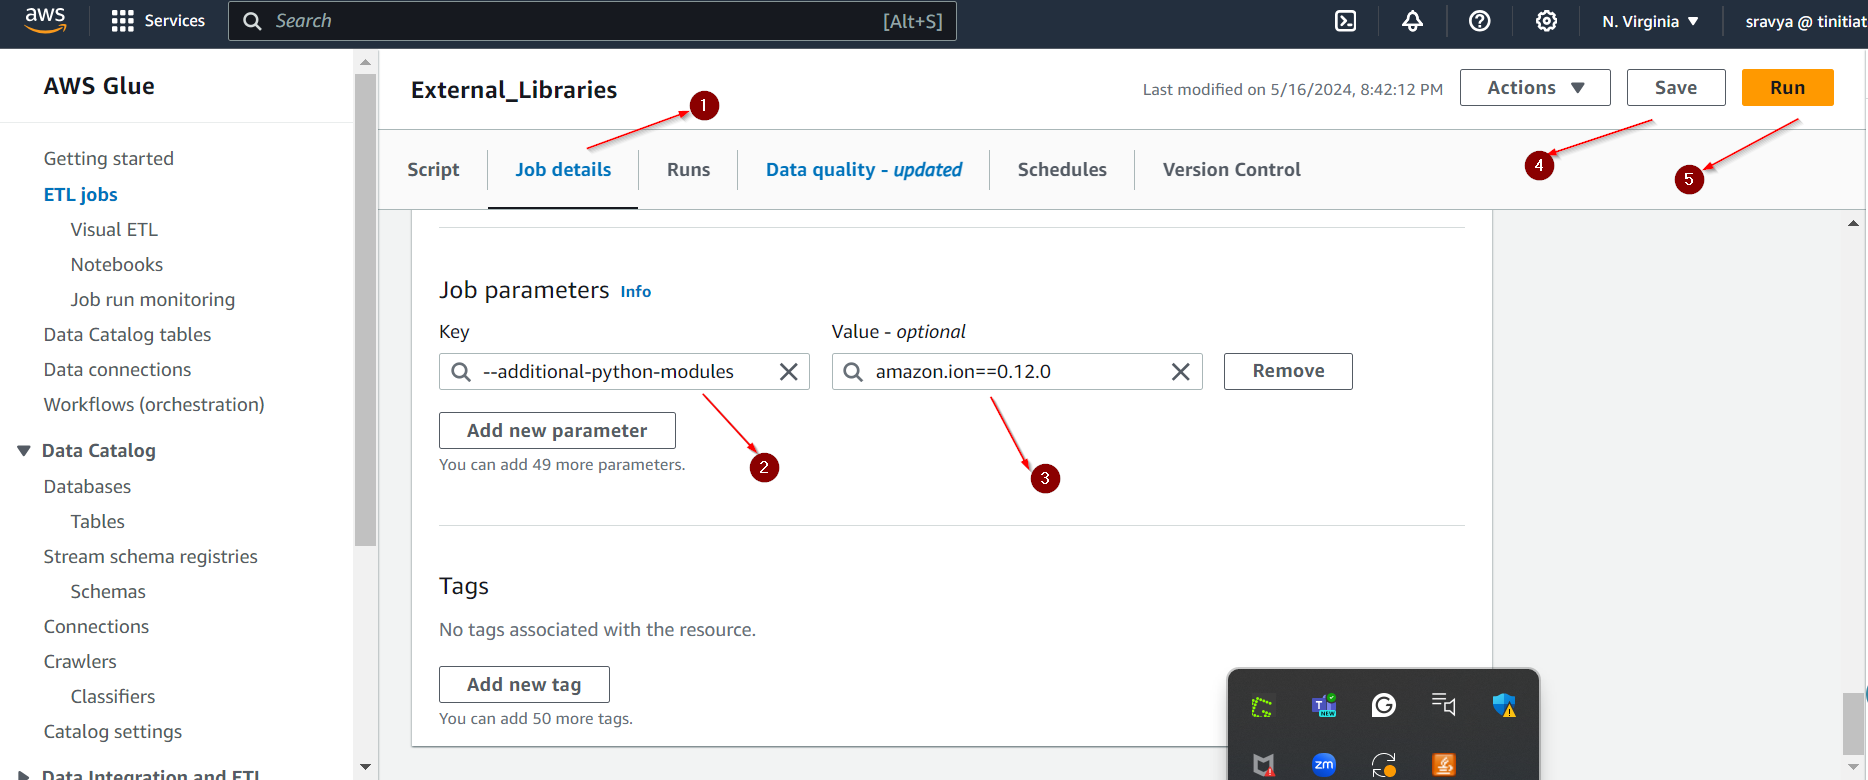 aws
Services
Search
[Alt+S]
N. Virginia
sravya @ tinitiat
AWS Glue
Getting started
ETL jobs
Visual ETL
Notebooks
Job run monitoring
Data Catalog tables
Data connections
Workflows (orchestration)
Data Catalog
Databases
Tables
Stream schema registries
Schemas
Connections
Crawlers
Classifiers
Catalog settings
Data Integration and ETL
External_Libraries
1
Last modified on 5/16/2024, 8:42:12 PM
Actions
Save
Run
4
5
Script
Job details
Runs
Data quality - updated
Schedules
Version Control
Job parameters Info
Key
Value - optional
--additional-python-modules
amazon.ion==0.12.0
Remove
Add new parameter
You can add 49 more parameters.
2
3
Tags
No tags associated with the resource.
Add new tag
You can add 50 more tags.
NEW
zm